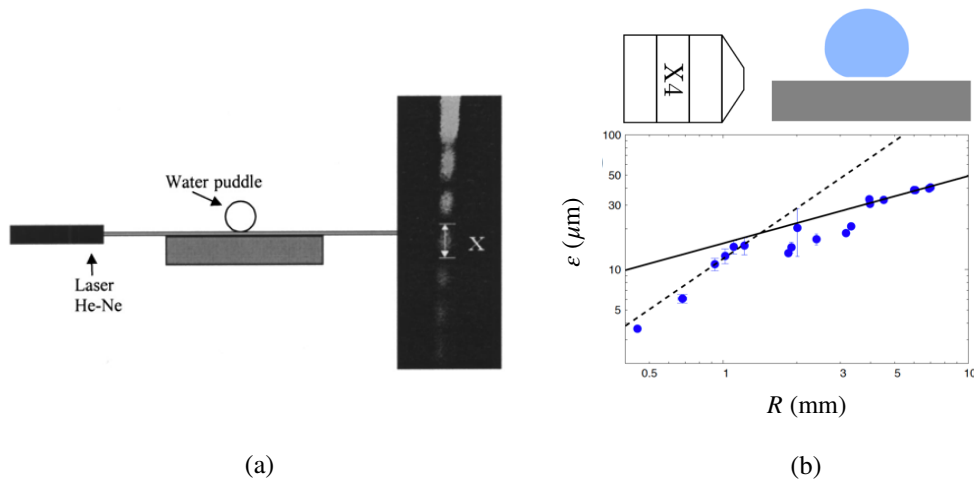 Water puddle
X
Laser
He-Ne
(a)
X4
100
50
30
10
5
ε (μm)
0.5
1
2
3
5
10
R (mm)
(b)